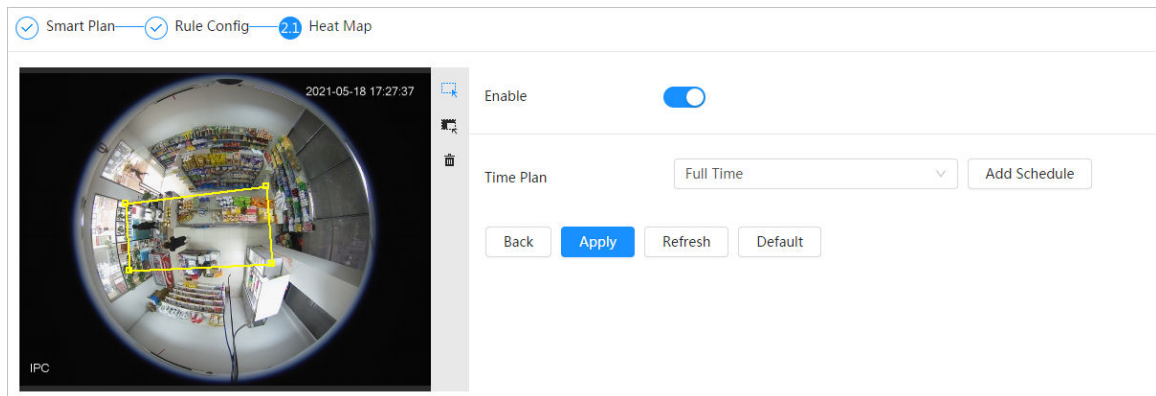 Smart Plan Rule Config 2.1 Heat Map
2021-05-18 17:27:37
IPC
Enable
Time Plan Full Time Add Schedule
Back Apply Refresh Default